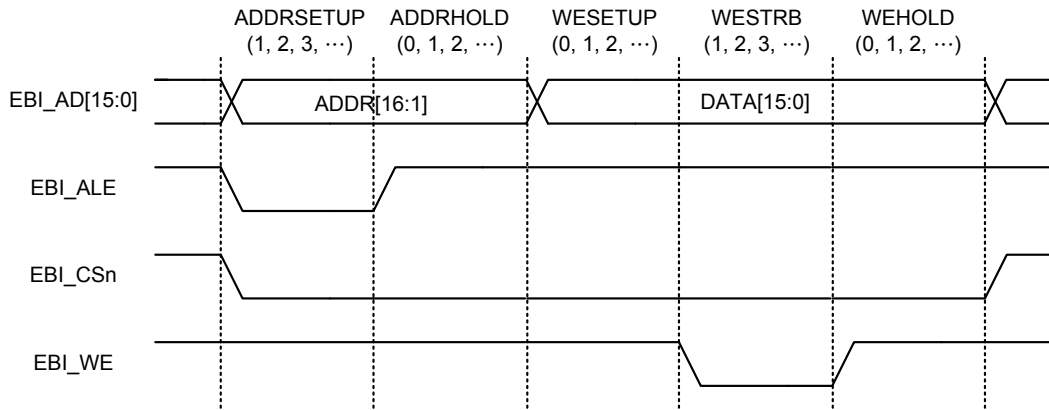 ADDRSETUP ADDRHOLD WESETUP WESTRB WEHOLD
(1, 2, 3, ⋯) (0, 1, 2, ⋯) (0, 1, 2, ⋯) (1, 2, 3, ⋯) (0, 1, 2, ⋯)
EBI_AD[15:0] ADDR[16:1] DATA[15:0]
EBI_ALE
EBI_CSn
EBI_WE